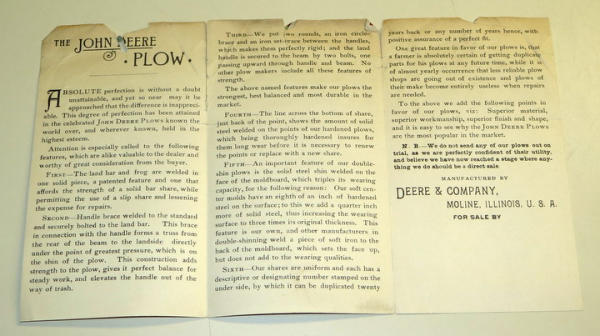 THE JOHN DEERE
PLOW.
ABSOLUTE perfection is without a doubt
unattainable, and yet so near may it be
approached that the difference is inappreci-
able. This degree of perfection has been attained
in the celebrated JOHN DEERE PLOWS known the
world over, and wherever known, held in the
highest esteem.
Attention is especially called to the following
features, which are alike valuable to the dealer and
worthy of great consideration from the buyer.
FIRST—The land bar and frog are welded in
one solid piece, a patented feature and one that
affords the strength of a solid bar share, while
permitting the use of a slip share and lessening
the expense for repairs.
SECOND—Handle brace welded to the standard
and securely bolted to the land bar. This brace
in connection with the handle forms a truss from
the rear of the beam to the landside directly
under the point of greatest pressure, which is on
the shin of the plow. This construction adds
strength to the plow, gives it perfect balance for
steady work, and elevates the handle out of the
way of trash.
THIRD—We put two rounds, an iron circle-
brace and an iron set-brace between the handles,
which makes them perfectly rigid; and the land
handle is secured to the beam by two bolts, one
passing upward through handle and beam. No
other plow makers include all these features of
strength.
The above named features make our plows the
strongest, best balanced and most durable in the
market.
FORTH—The line across the bottom of share,
just back of the point, shows the amount of solid
steel welded on the points of our hardened plows,
which being thoroughly hardened insures for
them long wear before it is necessary to renew
the points or replace with a new share.
FIFTH—An important feature of our double-
shin plows is the solid steel shin welded on the
face of the moldboard, which triples its wearing
capacity, for the following reason: Our soft cen-
ter molds have an eighth of an inch of hardened
steel on the surface; to this we add a quarter inch
more of solid steel, thus increasing the wearing
surface to three times its original thickness. This
feature is our own, and other manufacturers in
double-shinning weld a piece of soft iron to the
back of the moldboard, which sets the face up,
but does not add to the wearing qualities.
SIXTH—Our shares are uniform and each has a
descriptive or designating number stamped on the
under side, by which it can be duplicated twenty
years back or any number of years hence, with
positive assurance of a perfect fit.
One great feature in favor of our plows is, that
a farmer is absolutely certain of getting duplicate
parts for his plows at any future time, while it is
of almost yearly occurrence that less reliable plow
shops are going out of existence and plows of
their make become entirely useless when repairs
are needed.
To the above we add the following points in
favor of our plows, viz: Superior material,
superior workmanship, superior finish and shape,
and it is easy to see why the JOHN DEERE PLOWS
are the most popular in the market.
N. B—We do not send any of our plows out on
trial, as we are perfectly confident of their utility,
and believe we have now reached a stage where any-
thing we do should be a direct sale.
MANUFACTURED BY
DEERE & COMPANY,
MOLINE, ILLINOIS, U. S. A.
FOR SALE BY